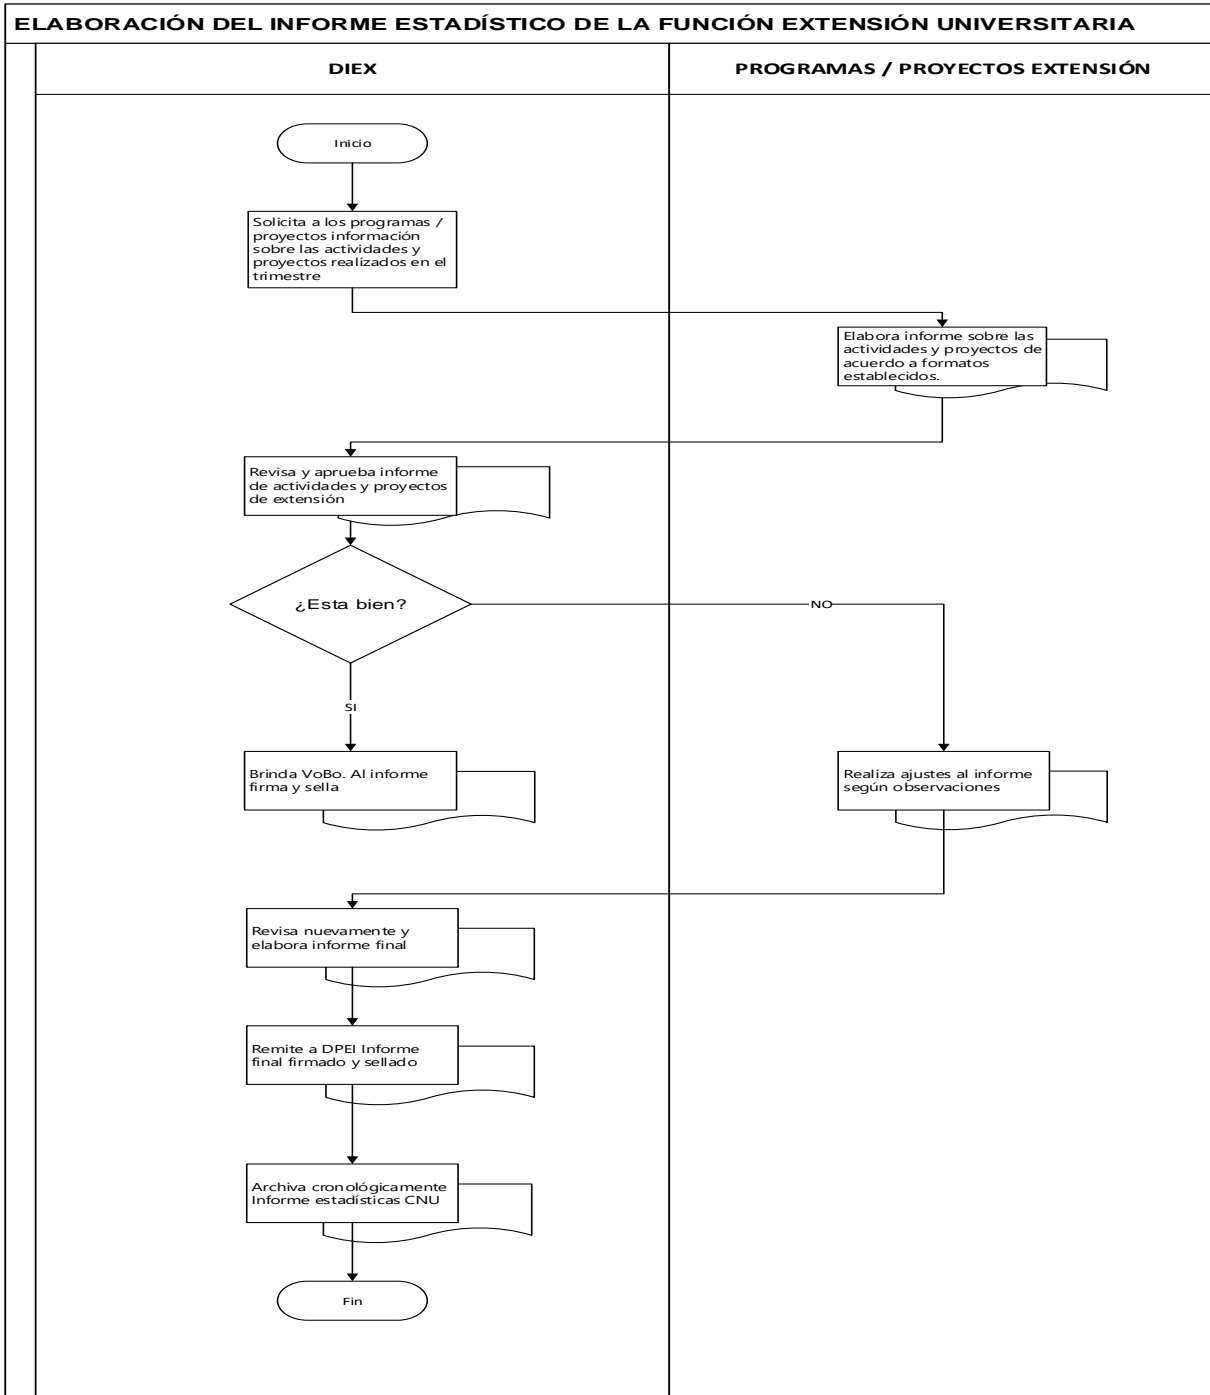 ELABORACIÓN DEL INFORME ESTADÍSTICO DE LA FUNCIÓN EXTENSIÓN UNIVERSITARIA
DIEX
PROGRAMAS / PROYECTOS EXTENSIÓN
Inicio
Solicita a los programas /
proyectos información
sobre las actividades y
proyectos realizados en el
trimestre
Elabora informe sobre las
actividades y proyectos de
acuerdo a formatos
establecidos.
Revisa y aprueba informe
de actividades y proyectos
de extensión
¿Esta bien?
NO
SI
Brinda VoBo. Al informe
firma y sella
Realiza ajustes al informe
según observaciones
Revisa nuevamente y
elabora informe final
Remite a DPEI Informe
final firmado y sellado
Archiva cronológicamente
Informe estadísticas CNU
Fin